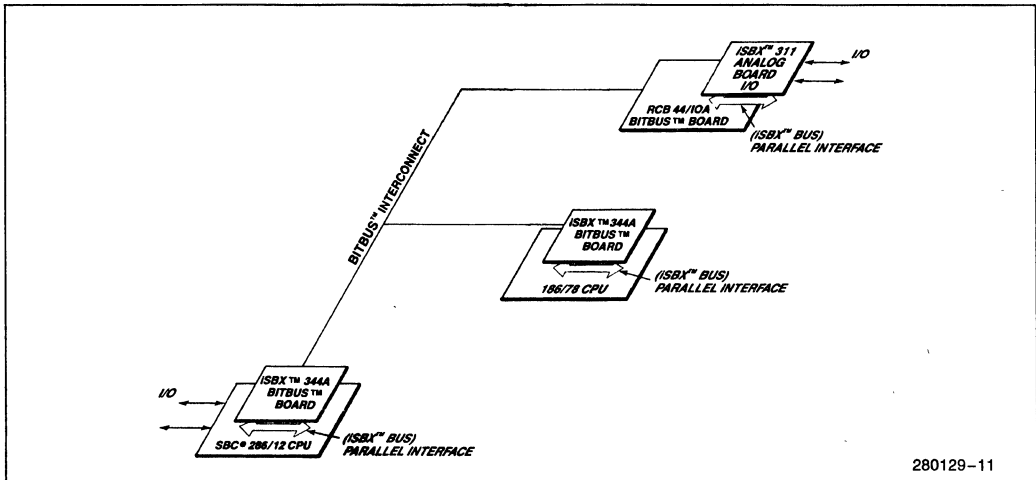 iSBX™ 311
ANALOG
BOARD
I/O
I/O
RCB 44/10A
BITBUS™ BOARD
(iSBX™ BUS)
PARALLEL INTERFACE
BITBUS™ INTERCONNECT
iSBX™ 344A
BITBUS™
BOARD
(iSBX™ BUS)
PARALLEL INTERFACE
186/78 CPU
iSBX™ 344A
BITBUS™
BOARD
I/O
(iSBX™ BUS)
PARALLEL INTERFACE
SBC® 286/12 CPU
280129-11